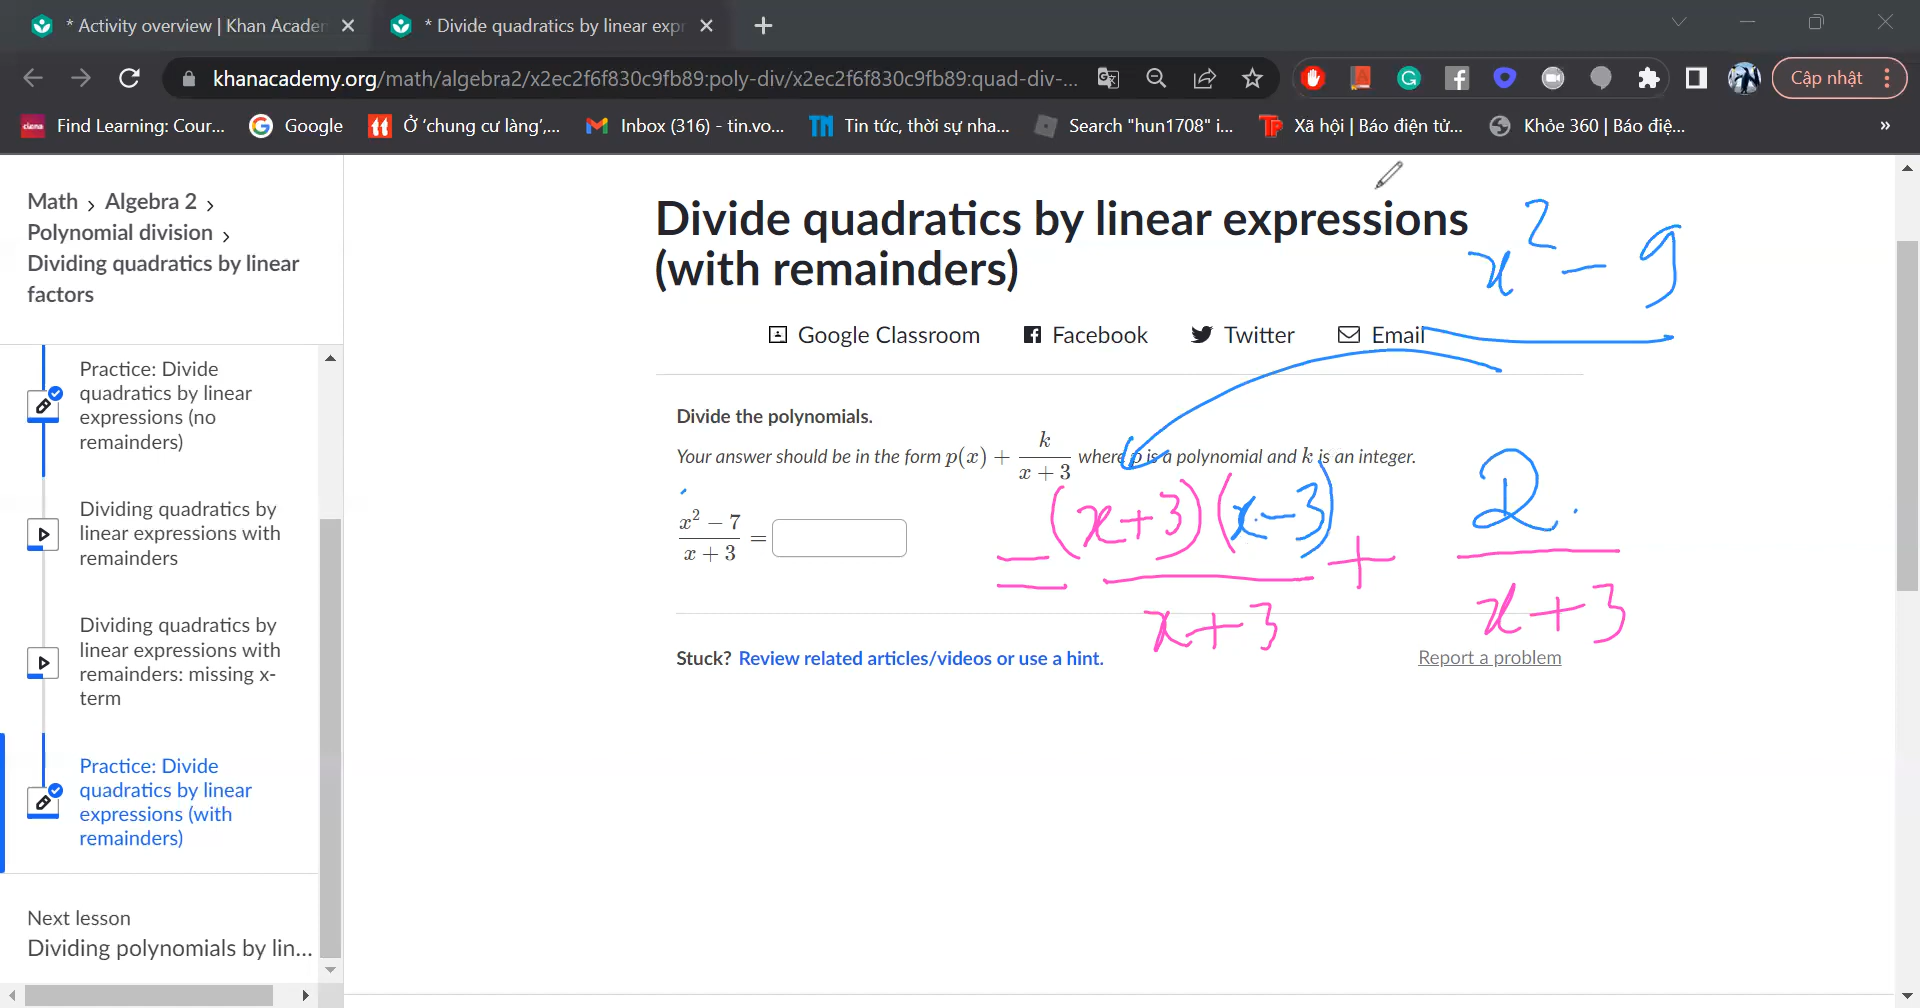 * Activity overview | Khan Academ
* Divide quadratics by linear expr
khanacademy.org/math/algebra2/x2ec2f6f830c9fb89:poly-div/x2ec2f6f830c9fb89:quad-div-...
Cập nhật
ciena Find Learning: Cour...
Google
Ở ‘chung cư làng’,...
Inbox (316) - tin.vo...
TN Tin tức, thời sự nha...
Search "hun1708" i...
Xã hội | Báo điện tử...
Khỏe 360 | Báo điệ...
»
Math > Algebra 2 >
Polynomial division >
Dividing quadratics by linear
factors
Practice: Divide
quadratics by linear
expressions (no
remainders)
Dividing quadratics by
linear expressions with
remainders
Dividing quadratics by
linear expressions with
remainders: missing x-
term
Practice: Divide
quadratics by linear
expressions (with
remainders)
Next lesson
Dividing polynomials by lin...
Divide quadratics by linear expressions
(with remainders)
x² - 9
Google Classroom
Facebook
Twitter
Email
Divide the polynomials.
Your answer should be in the form p(x) + k/(x + 3) where p is a polynomial and k is an integer.
(x² − 7)/(x + 3) =
= (x+3)(x-3)/(x+3) + 2/(x+3)
Stuck? Review related articles/videos or use a hint.
Report a problem